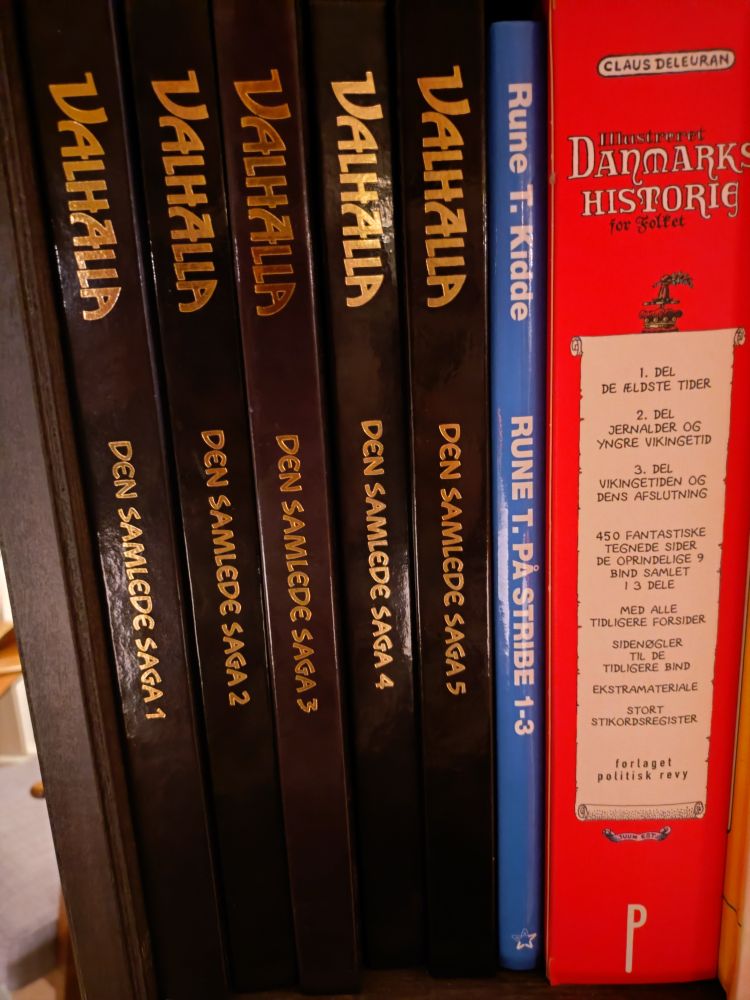 VALHALLA DEN SAMLEDE SAGA 1
VALHALLA DEN SAMLEDE SAGA 2
VALHALLA DEN SAMLEDE SAGA 3
VALHALLA DEN SAMLEDE SAGA 4
VALHALLA DEN SAMLEDE SAGA 5
Rune T. Kidde RUNE T. PÅ STRIBE 1-3
CLAUS DELEURAN
Illustreret
DANMARKS
HISTORIE
for Folket
1. DEL
DE ÆLDSTE TIDER
2. DEL
JERNALDER OG
YNGRE VIKINGETID
3. DEL
VIKINGETIDEN OG
DENS AFSLUTNING
450 FANTASTISKE
TEGNEDE SIDER
DE OPRINDELIGE 9
BIND SAMLET
I 3 DELE
MED ALLE
TIDLIGERE FORSIDER
SIDENØGLER
TIL DE
TIDLIGERE BIND
EKSTRAMATERIALE
STORT
STIKORDSREGISTER
forlaget
politisk revy
P